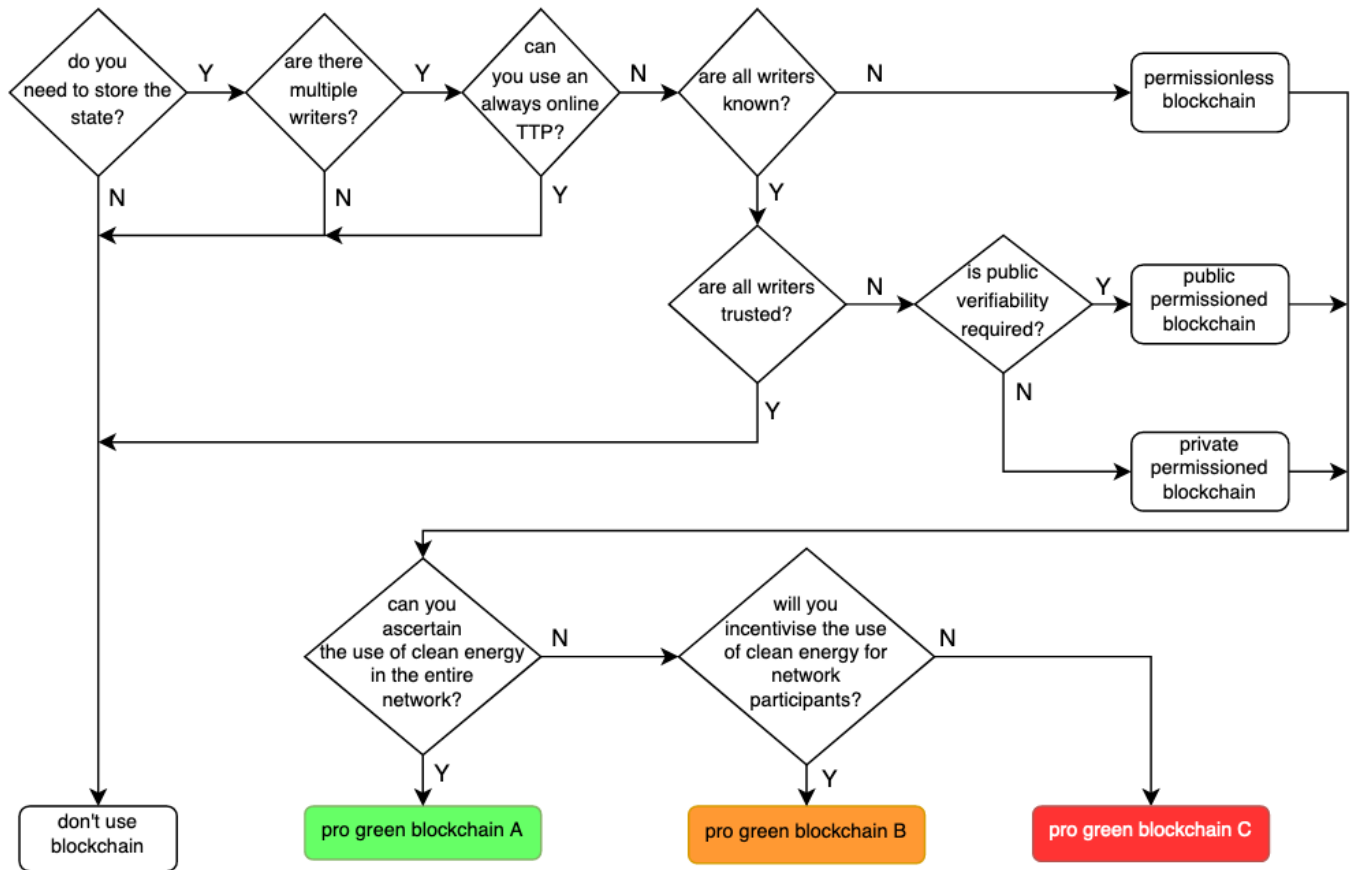 do you
need to store the
state?
Y
N
are there
multiple
writers?
Y
N
can
you use an
always online
TTP?
N
Y
are all writers
known?
N
Y
permissionless
blockchain
are all writers
trusted?
N
Y
is public
verifiability
required?
Y
N
public
permissioned
blockchain
private
permissioned
blockchain
can you
ascertain
the use of clean energy
in the entire
network?
N
Y
will you
incentivise the use
of clean energy for
network
participants?
N
Y
don't use
blockchain
pro green blockchain A
pro green blockchain B
pro green blockchain C